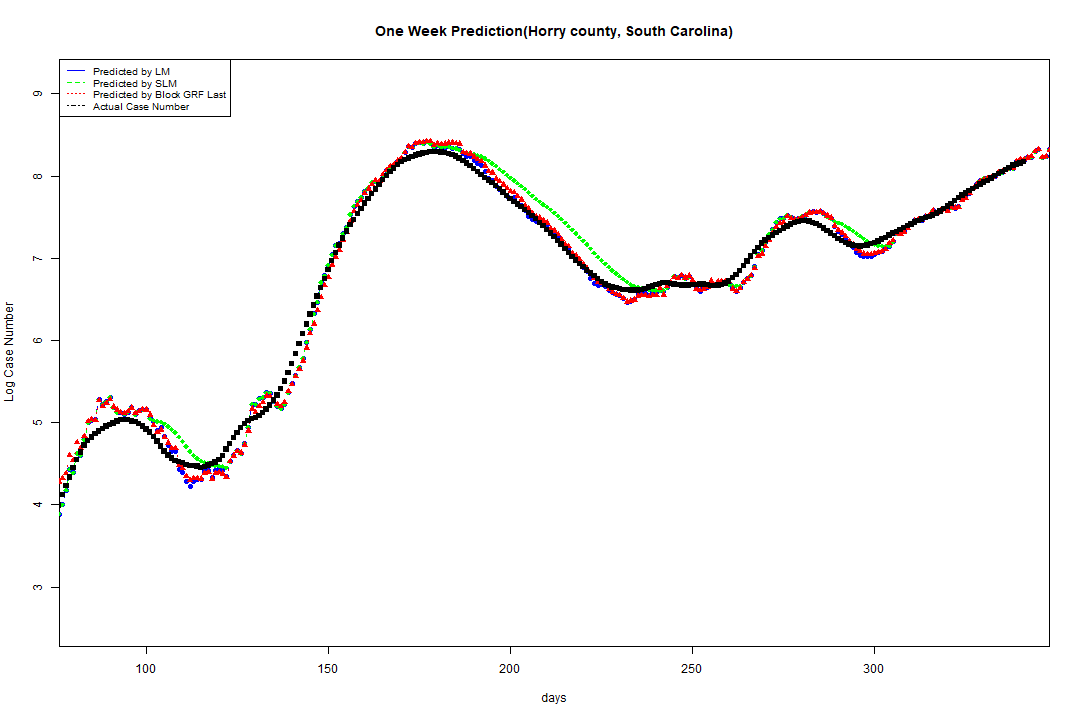 One Week Prediction(Horry county, South Carolina)
Predicted by LM
Predicted by SLM
Predicted by Block GRF Last
Actual Case Number
9
8
7
6
5
4
3
Log Case Number
100 150 200 250 300
days